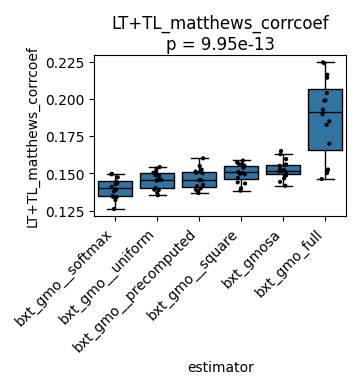 LT+TL_matthews_corrcoef
p = 9.95e-13
LT+TL_matthews_corrcoef
0.225
0.200
0.175
0.150
0.125
bxt_gmo__softmax
bxt_gmo__uniform
bxt_gmo__precomputed
bxt_gmo__square
bxt_gmosa
bxt_gmo_full
estimator